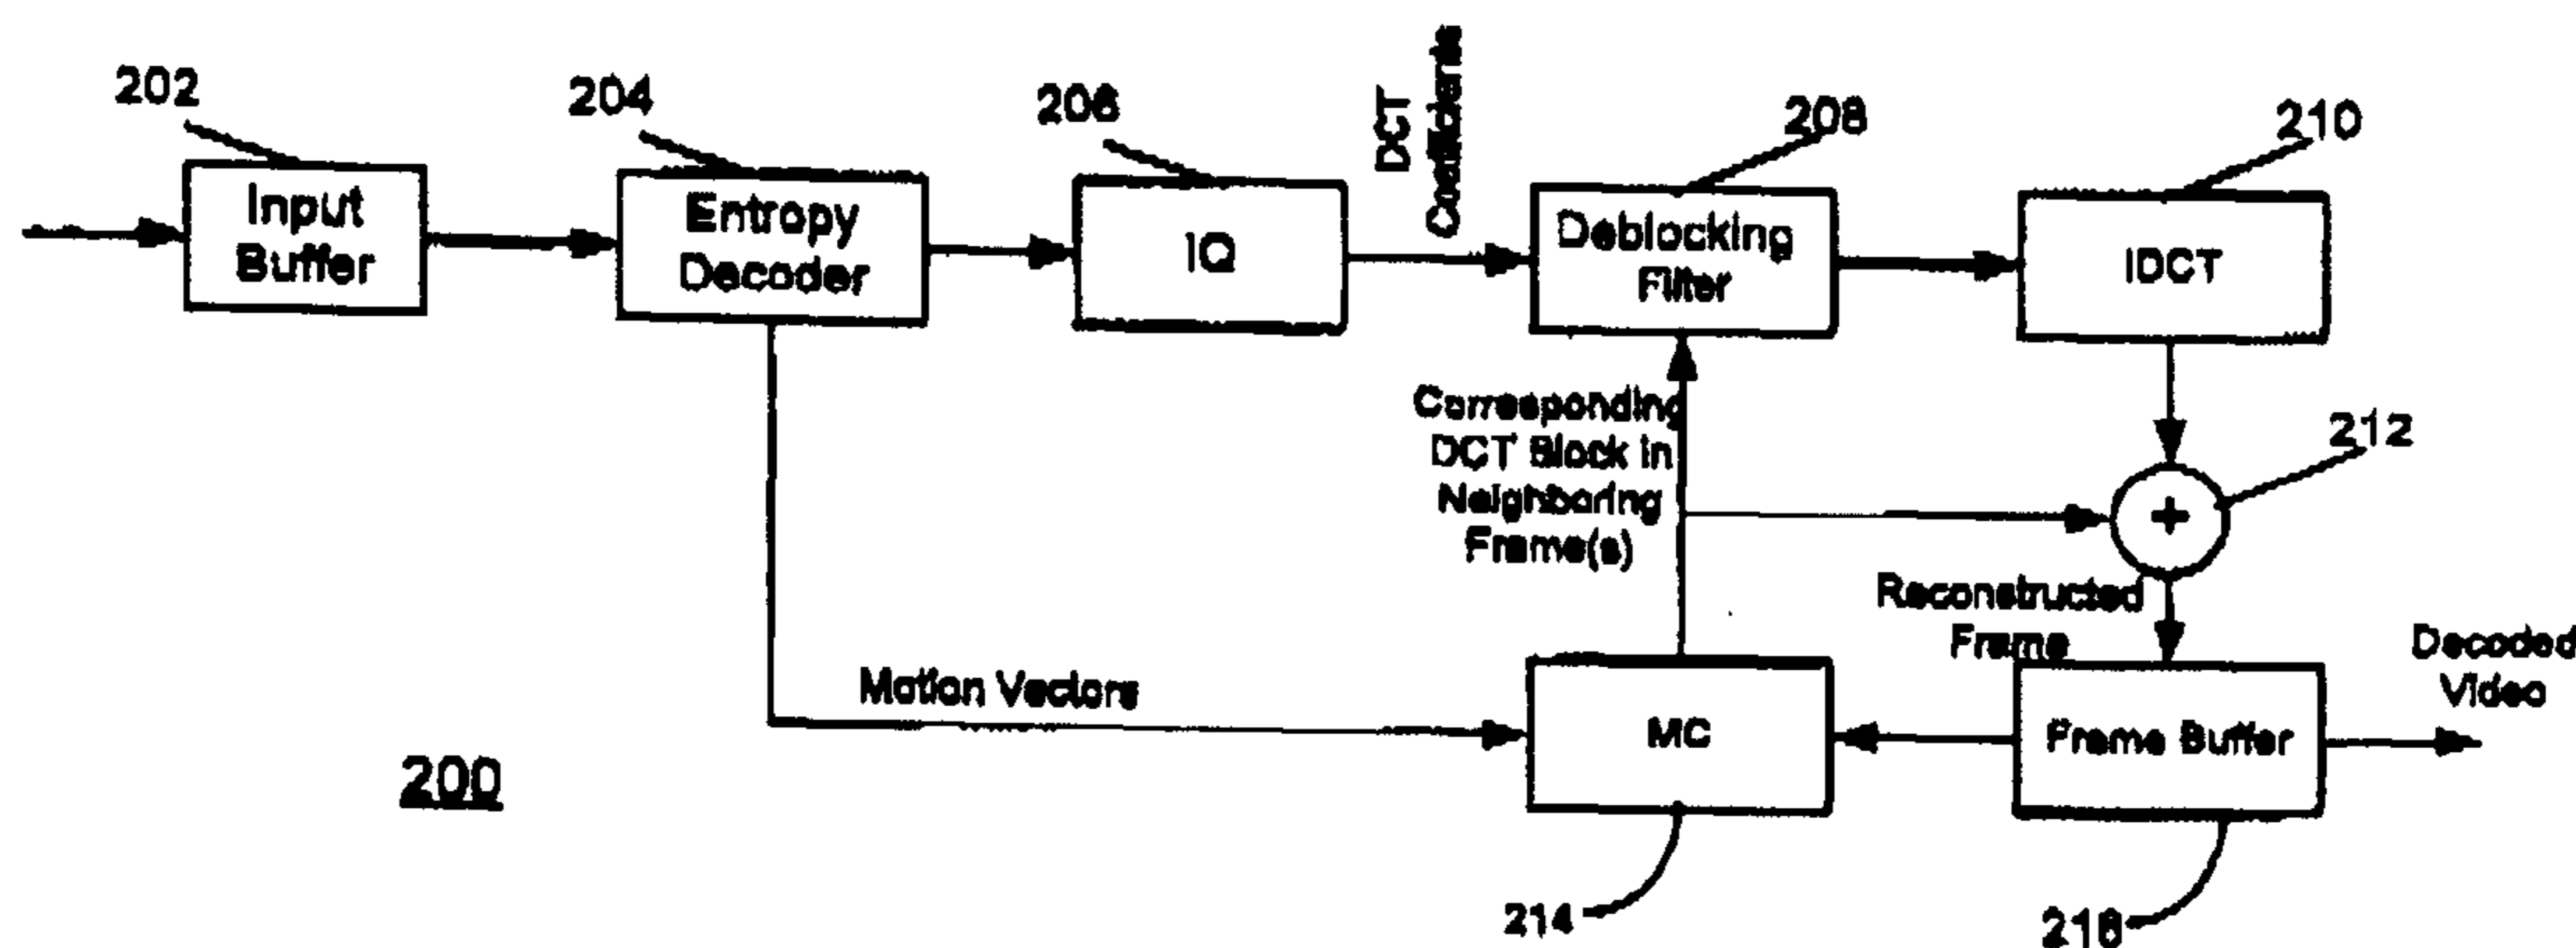 202
204
206
DCT
Coefficients
208
210
Input
Buffer
Entropy
Decoder
IQ
Deblocking
Filter
IDCT
Corresponding
DCT Block in
Neighboring
Frame(s)
+
212
Reconstructed
Frame
Decoded
Video
Motion Vectors
MC
Frame Buffer
200
214
216